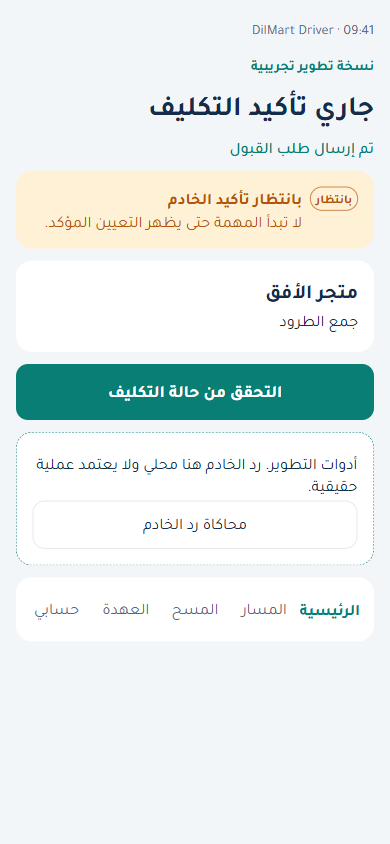 DilMart Driver · 09:41
نسخة تطوير تجريبية
جاري تأكيد التكليف
تم إرسال طلب القبول
بانتظار
بانتظار تأكيد الخادم
لا تبدأ المهمة حتى يظهر التعيين المؤكد.
متجر الأفق
جمع الطرود
التحقق من حالة التكليف
أدوات التطوير. رد الخادم هنا محلي ولا يعتمد عملية
حقيقية.
محاكاة رد الخادم
الرئيسية المسار المسح العهدة حسابي